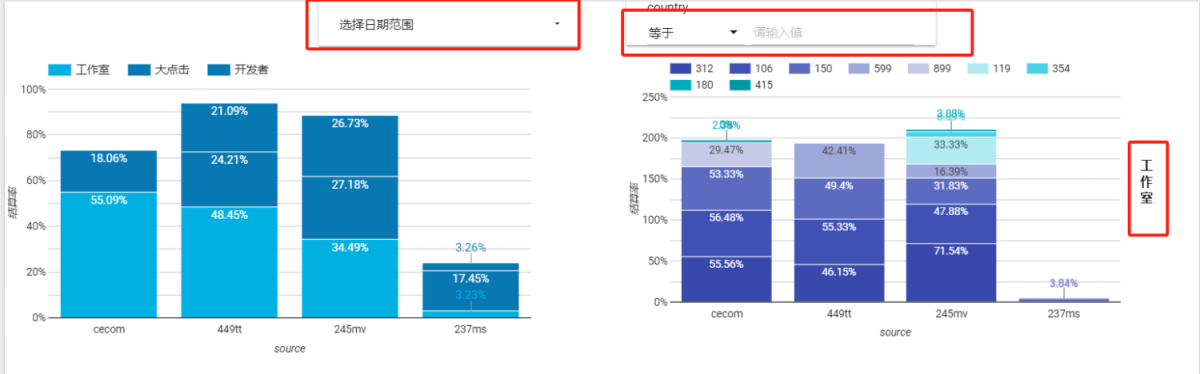 选择日期范围
country
等于
请输入值
工作室 大点击 开发者
100%
80%
60%
40%
20%
0%
结算率
18.06%
55.09%
21.09%
24.21%
48.45%
26.73%
27.18%
34.49%
3.26%
17.45%
3.23%
cecom 449tt 245mv 237ms
source
312 106 150 599 899 119 354
180 415
250%
200%
150%
100%
50%
0%
结算率
29.47%
53.33%
56.48%
55.56%
42.41%
49.4%
55.33%
46.15%
3.08%
33.33%
16.39%
31.83%
47.88%
71.54%
cecom 449tt 245mv 237ms
source
工作室